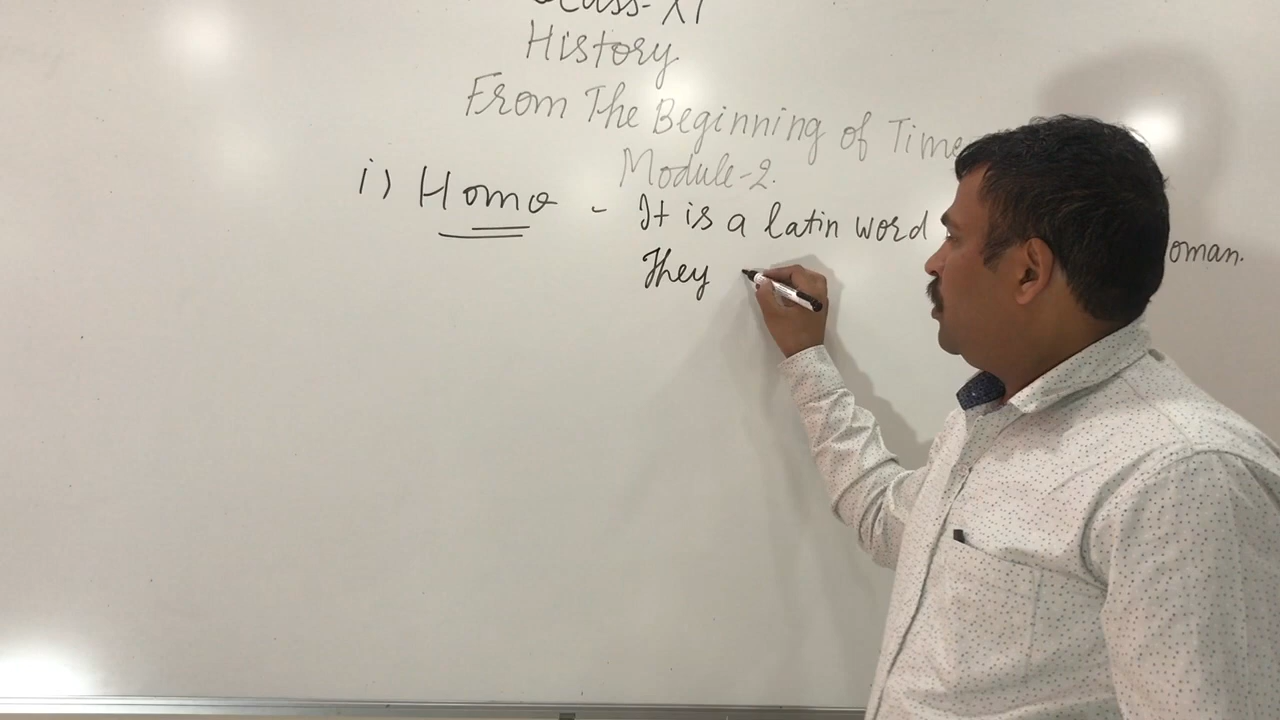 Class-XI
History
From The Beginning of Time
Module-2.
i) Homo - It is a latin word oman.
They